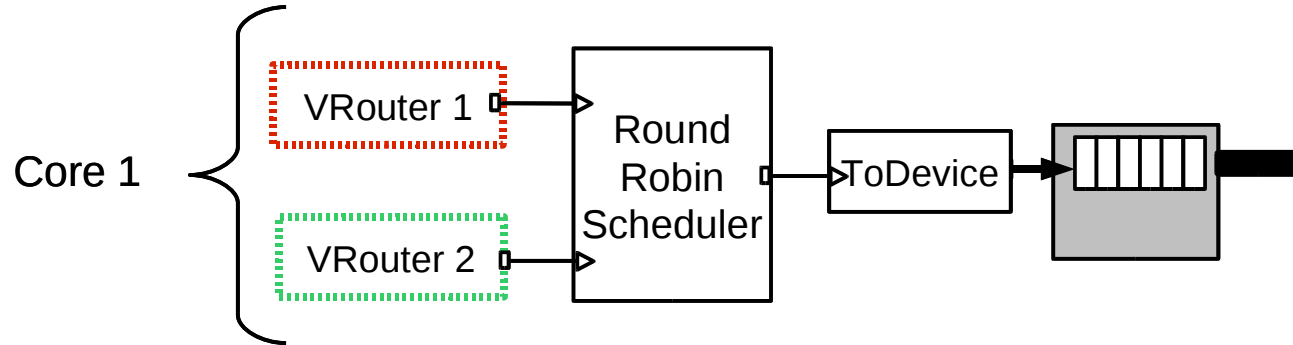 Core 1
VRouter 1
VRouter 2
Round
Robin
Scheduler
ToDevice